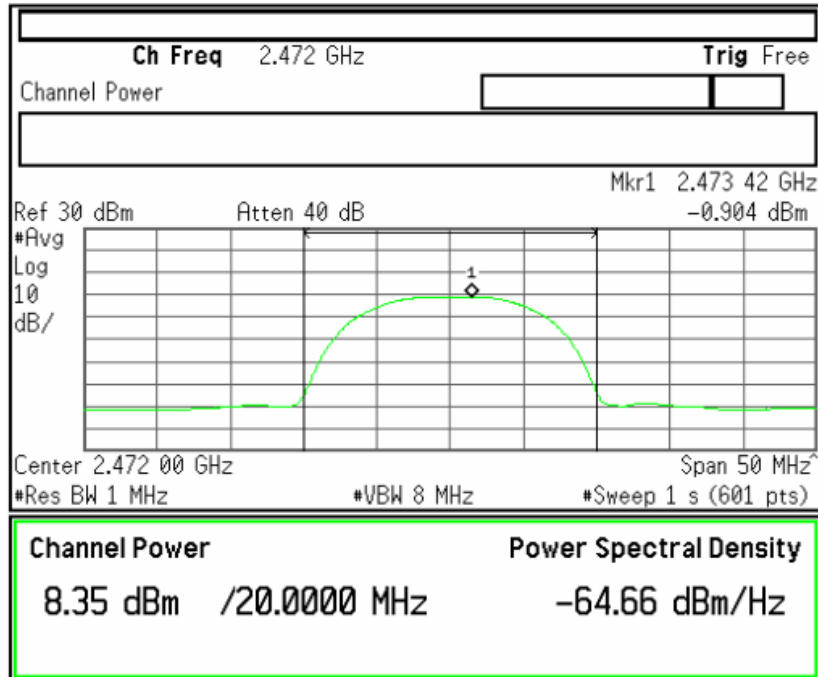 Ch Freq 2.472 GHz Trig Free
Channel Power
Mkr1 2.473 42 GHz
Ref 30 dBm Atten 40 dB -0.904 dBm
#Avg
Log
10
dB/
1
Center 2.472 00 GHz Span 50 MHz^
#Res BW 1 MHz #VBW 8 MHz #Sweep 1 s (601 pts)
Channel Power Power Spectral Density
8.35 dBm /20.0000 MHz -64.66 dBm/Hz